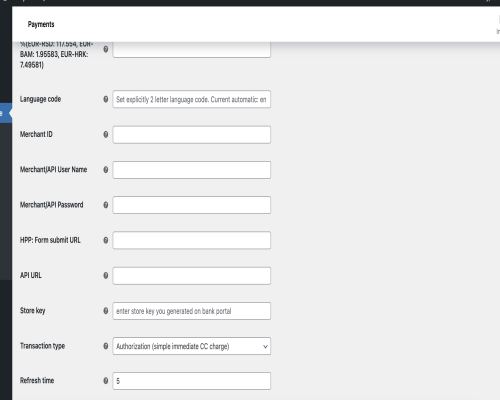 Payments
%(EUR-RSD: 117.554, EUR-
BAM: 1.95583, EUR-HRK:
7.49581)
Language code
Set explicitly 2 letter language code. Current automatic: en
Merchant ID
Merchant/API User Name
Merchant/API Password
HPP: Form submit URL
API URL
Store key
enter store key you generated on bank portal
Transaction type
Authorization (simple immediate CC charge)
Refresh time
5